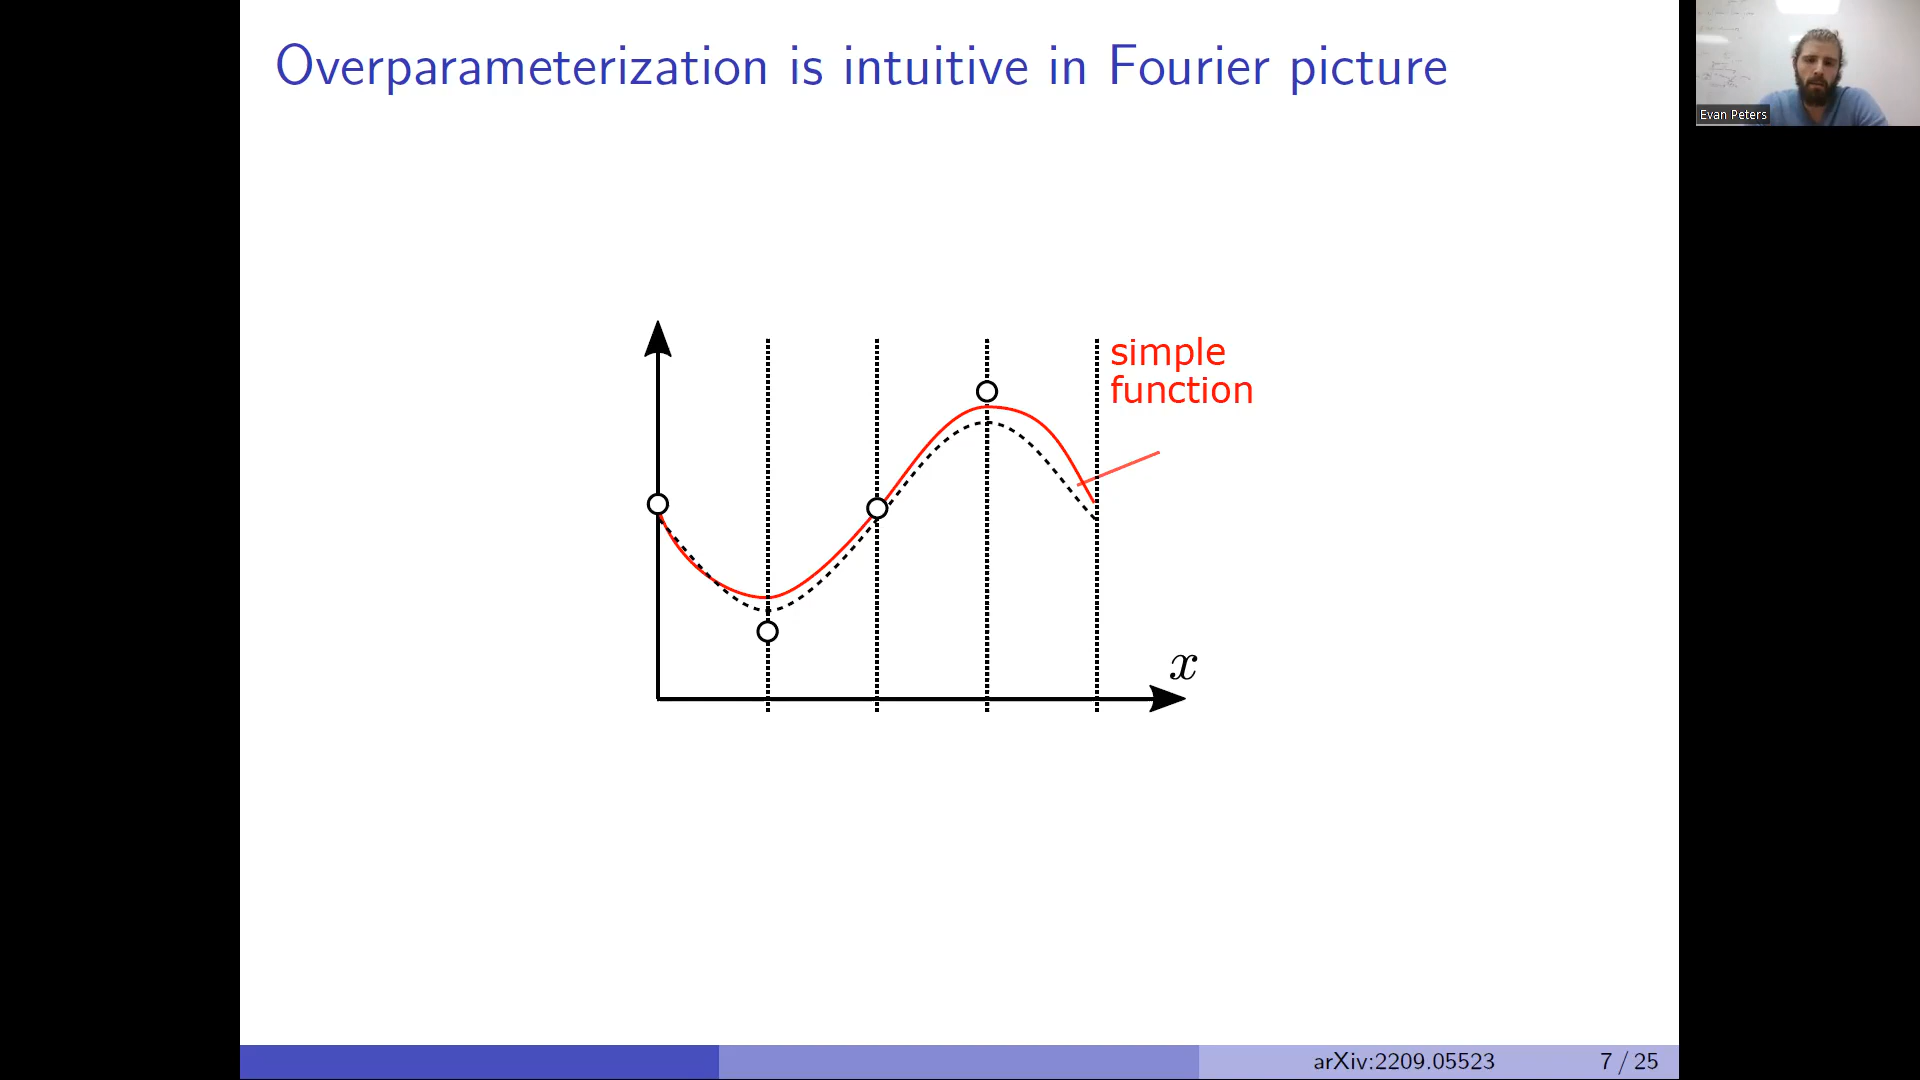 Overparameterization is intuitive in Fourier picture
Evan Peters
simple
function
x
arXiv:2209.05523
7 / 25